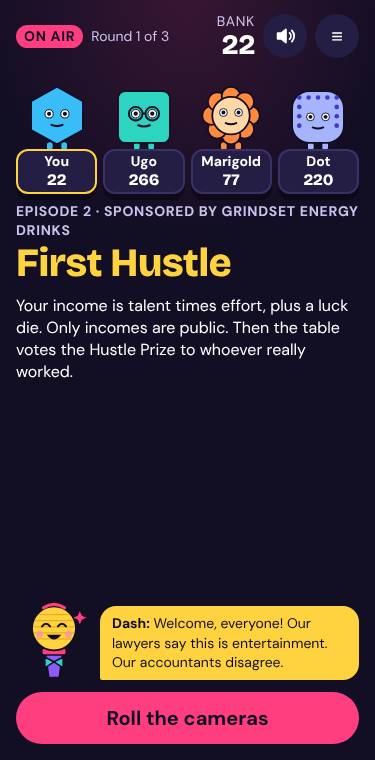 ON AIR Round 1 of 3
BANK
22
You
22
Ugo
266
Marigold
77
Dot
220
EPISODE 2 · SPONSORED BY GRINDSET ENERGY
DRINKS
First Hustle
Your income is talent times effort, plus a luck
die. Only incomes are public. Then the table
votes the Hustle Prize to whoever really
worked.
Dash: Welcome, everyone! Our
lawyers say this is entertainment.
Our accountants disagree.
Roll the cameras